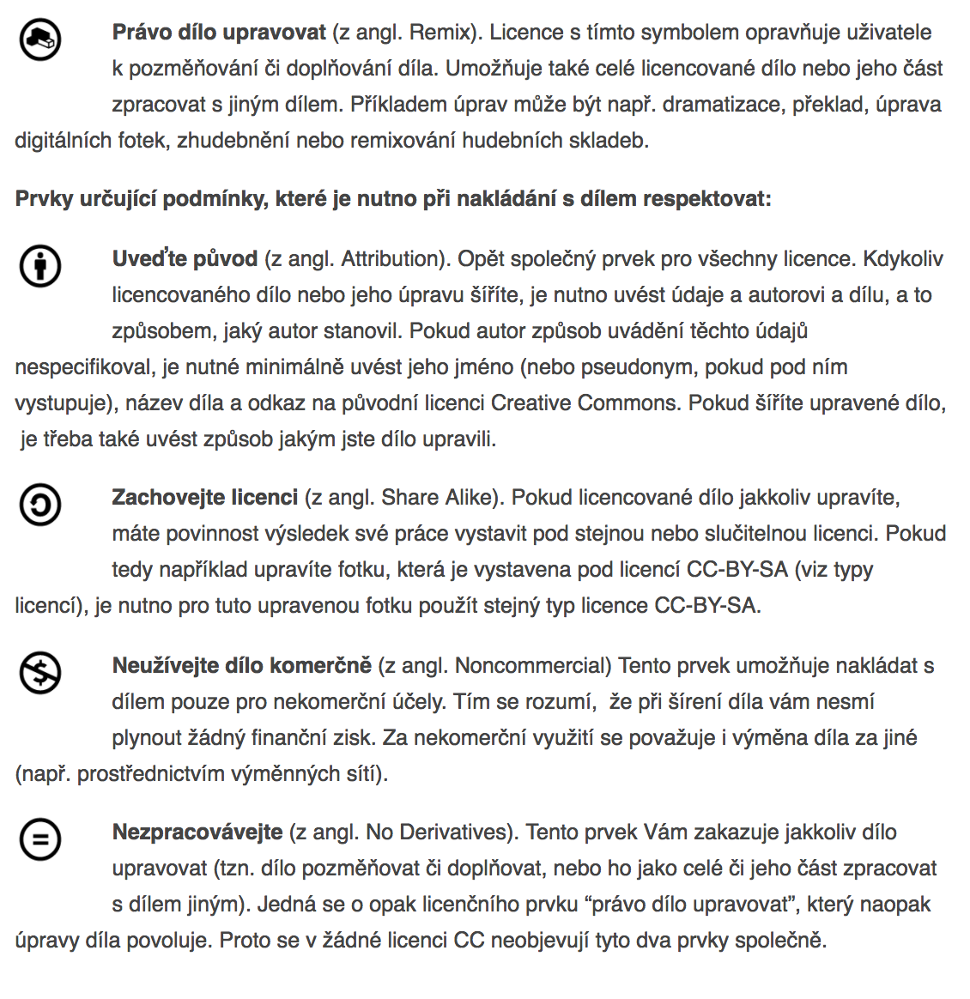 Právo dílo upravovat (z angl. Remix). Licence s tímto symbolem opravňuje uživatele
k pozměňování či doplňování díla. Umožňuje také celé licencované dílo nebo jeho část
zpracovat s jiným dílem. Příkladem úprav může být např. dramatizace, překlad, úprava
digitálních fotek, zhudebnění nebo remixování hudebních skladeb.
Prvky určující podmínky, které je nutno při nakládání s dílem respektovat:
Uveďte původ (z angl. Attribution). Opět společný prvek pro všechny licence. Kdykoliv
licencovaného dílo nebo jeho úpravu šíříte, je nutno uvést údaje a autorovi a dílu, a to
způsobem, jaký autor stanovil. Pokud autor způsob uvádění těchto údajů
nespecifikoval, je nutné minimálně uvést jeho jméno (nebo pseudonym, pokud pod ním
vystupuje), název díla a odkaz na původní licenci Creative Commons. Pokud šíříte upravené dílo,
je třeba také uvést způsob jakým jste dílo upravili.
Zachovejte licenci (z angl. Share Alike). Pokud licencované dílo jakkoliv upravíte,
máte povinnost výsledek své práce vystavit pod stejnou nebo slučitelnou licenci. Pokud
tedy například upravíte fotku, která je vystavena pod licencí CC-BY-SA (viz typy
licencí), je nutno pro tuto upravenou fotku použít stejný typ licence CC-BY-SA.
Neužívejte dílo komerčně (z angl. Noncommercial) Tento prvek umožňuje nakládat s
dílem pouze pro nekomerční účely. Tím se rozumí,  že při šírení díla vám nesmí
plynout žádný finanční zisk. Za nekomerční využití se považuje i výměna díla za jiné
(např. prostřednictvím výměnných sítí).
Nezpracovávejte (z angl. No Derivatives). Tento prvek Vám zakazuje jakkoliv dílo
upravovat (tzn. dílo pozměňovat či doplňovat, nebo ho jako celé či jeho část zpracovat
s dílem jiným). Jedná se o opak licenčního prvku “právo dílo upravovat”, který naopak
úpravy díla povoluje. Proto se v žádné licenci CC neobjevují tyto dva prvky společně.